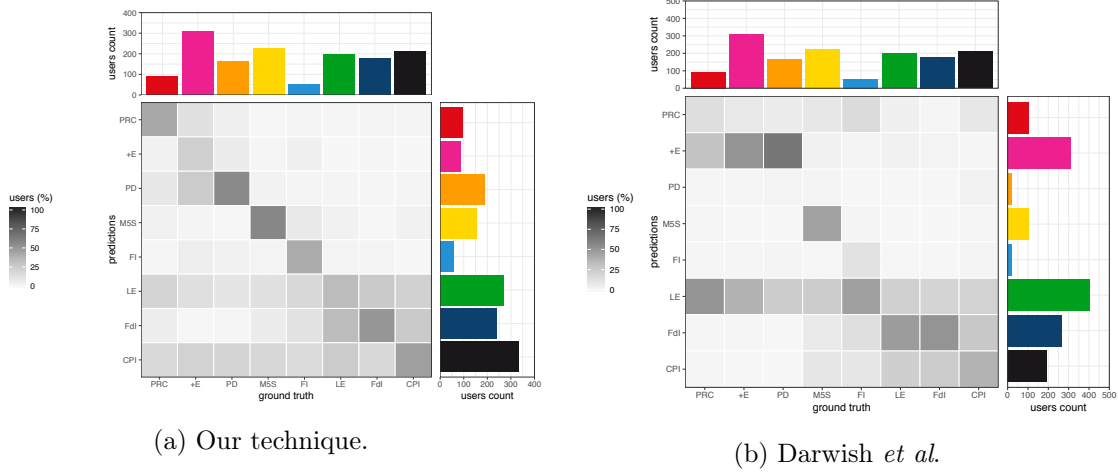 400
300
200
100
0
users count
PRC
+E
PD
M5S
FI
LE
FdI
CPI
predictions
users (%)
100
75
50
25
0
PRC +E PD M5S FI LE FdI CPI
ground truth
0 100 200 300 400
users count
(a) Our technique.
500
400
300
200
100
0
users count
PRC
+E
PD
M5S
FI
LE
FdI
CPI
predictions
users (%)
100
75
50
25
0
PRC +E PD M5S FI LE FdI CPI
ground truth
0 100 200 300 400 500
users count
(b) Darwish et al.